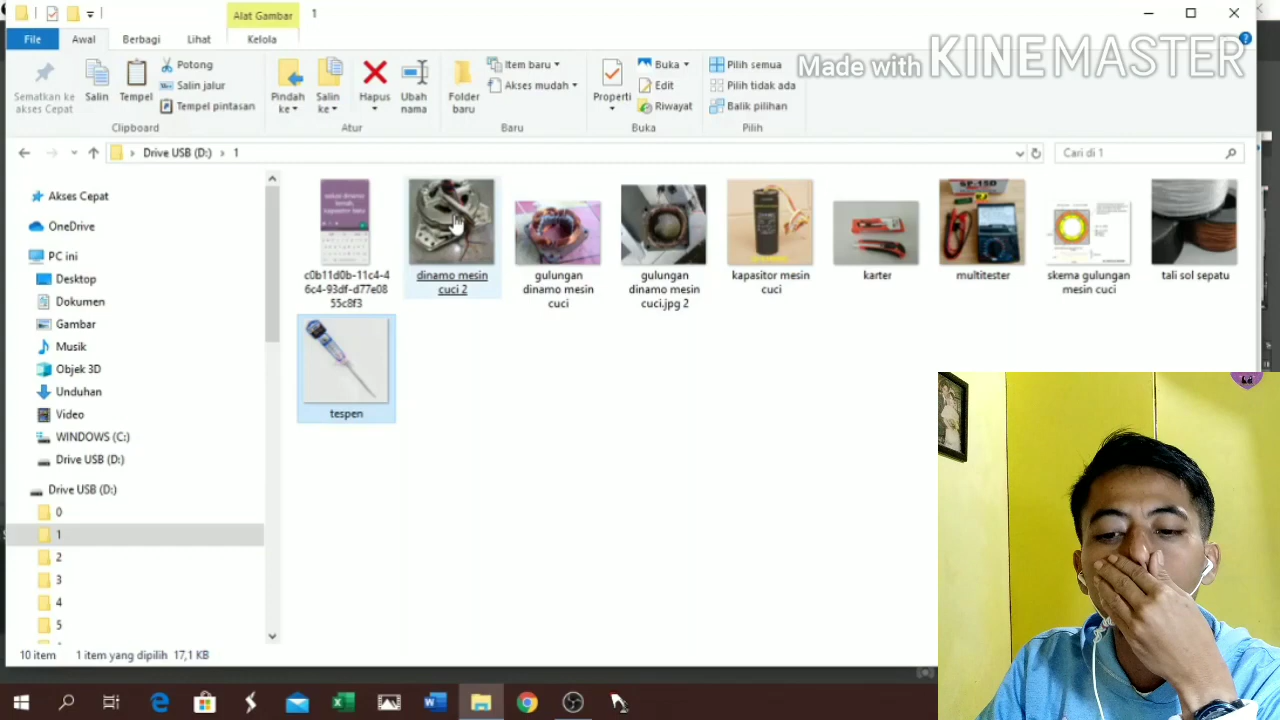 Alat Gambar
1
Made with KINEMASTER
File
Awal
Berbagi
Lihat
Kelola
Sematkan ke
akses Cepat
Salin
Tempel
Potong
Salin jalur
Tempel pintasan
Clipboard
Pindah
ke
Salin
ke
Hapus
Ubah
nama
Atur
Folder
baru
Item baru
Akses mudah
Baru
Properti
Buka
Edit
Riwayat
Buka
Pilih semua
Pilih tidak ada
Balik pilihan
Pilih
Drive USB (D:)
1
Cari di 1
Akses Cepat
OneDrive
PC ini
Desktop
Dokumen
Gambar
Musik
Objek 3D
Unduhan
Video
WINDOWS (C:)
Drive USB (D:)
Drive USB (D:)
0
1
2
3
4
5
c0b11d0b-11c4-4
6c4-93df-d77e08
55c8f3
dinamo mesin
cuci 2
gulungan
dinamo mesin
cuci
gulungan
dinamo mesin
cuci.jpg 2
kapasitor mesin
cuci
karter
multitester
skema gulungan
mesin cuci
tali sol sepatu
tespen
10 item
1 item yang dipilih 17,1 KB